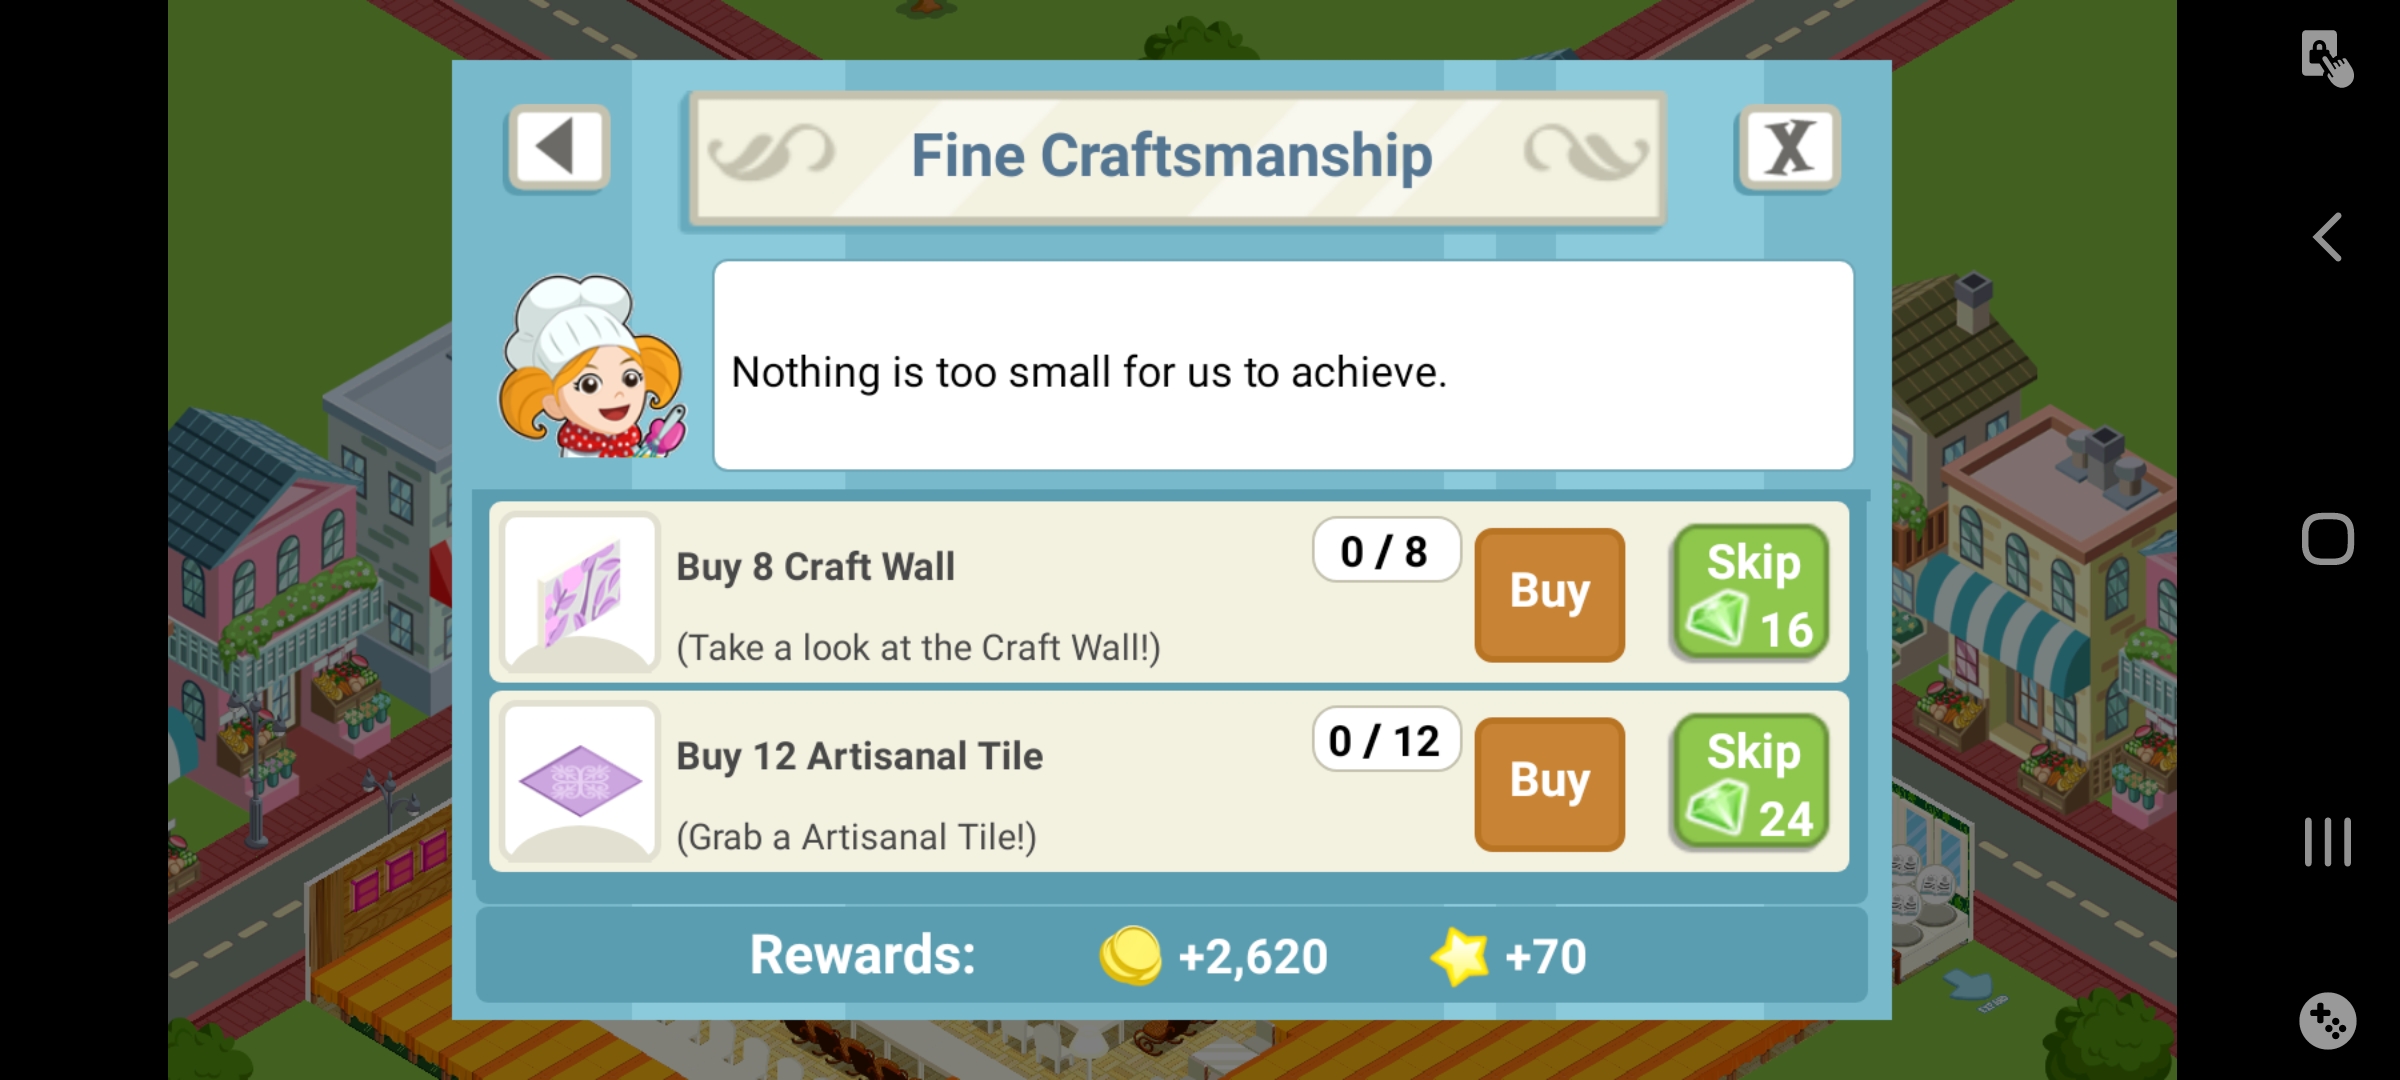 Fine Craftsmanship
X
Nothing is too small for us to achieve.
Buy 8 Craft Wall
(Take a look at the Craft Wall!)
0 / 8
Buy
Skip
16
Buy 12 Artisanal Tile
(Grab a Artisanal Tile!)
0 / 12
Buy
Skip
24
Rewards: +2,620 +70